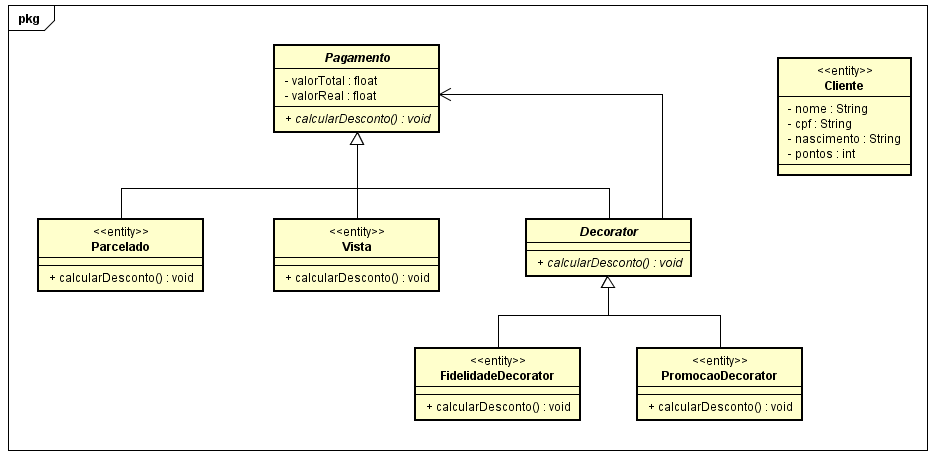 pkg
Pagamento
- valorTotal : float
- valorReal : float
+ calcularDesconto() : void
<<entity>>
Cliente
- nome : String
- cpf : String
- nascimento : String
- pontos : int
<<entity>>
Parcelado
+ calcularDesconto() : void
<<entity>>
Vista
+ calcularDesconto() : void
Decorator
+ calcularDesconto() : void
<<entity>>
FidelidadeDecorator
+ calcularDesconto() : void
<<entity>>
PromocaoDecorator
+ calcularDesconto() : void